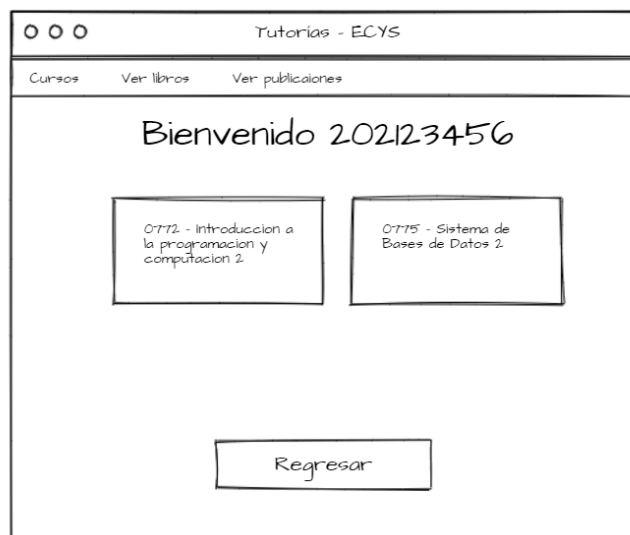 Tutorias - ECYS
Cursos Ver libros Ver publicaiones
Bienvenido 202123456
0772 - Introduccion a
la programacion y
computacion 2
0775 - Sistema de
Bases de Datos 2
Regresar